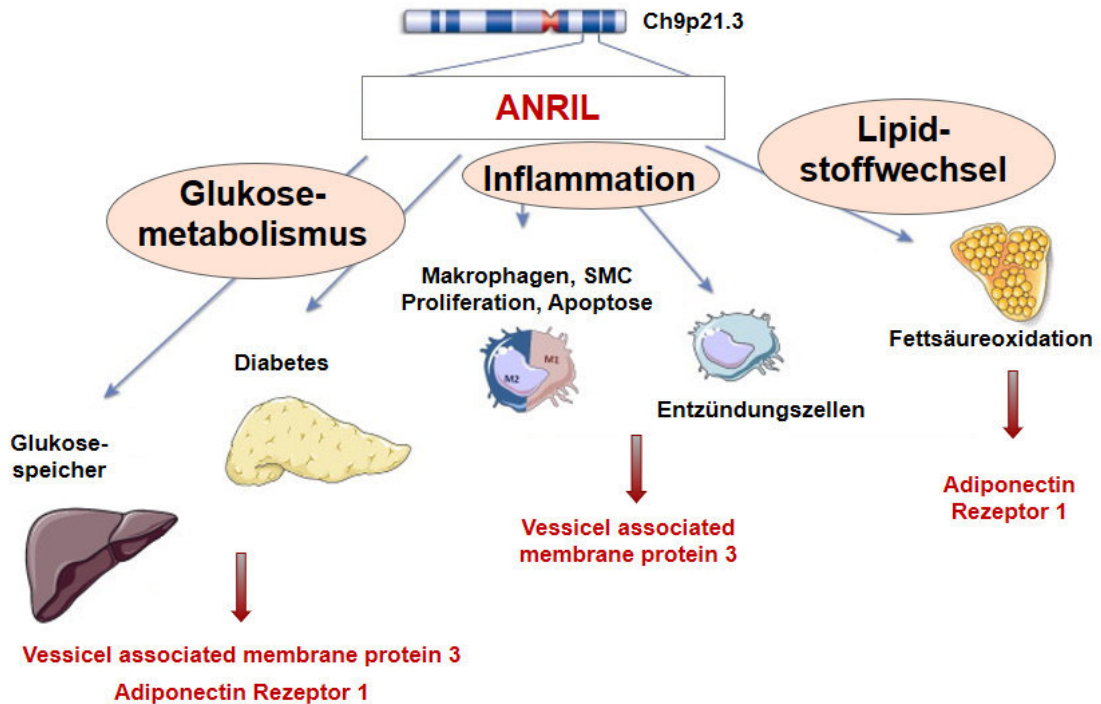 Ch9p21.3
ANRIL
Glukose-
metabolismus
Inflammation
Lipid-
stoffwechsel
Makrophagen, SMC
Proliferation, Apoptose
M2
M1
Diabetes
Entzündungszellen
Fettsäureoxidation
Glukose-
speicher
Vessicel associated
membrane protein 3
Adiponectin
Rezeptor 1
Vessicel associated membrane protein 3
Adiponectin Rezeptor 1